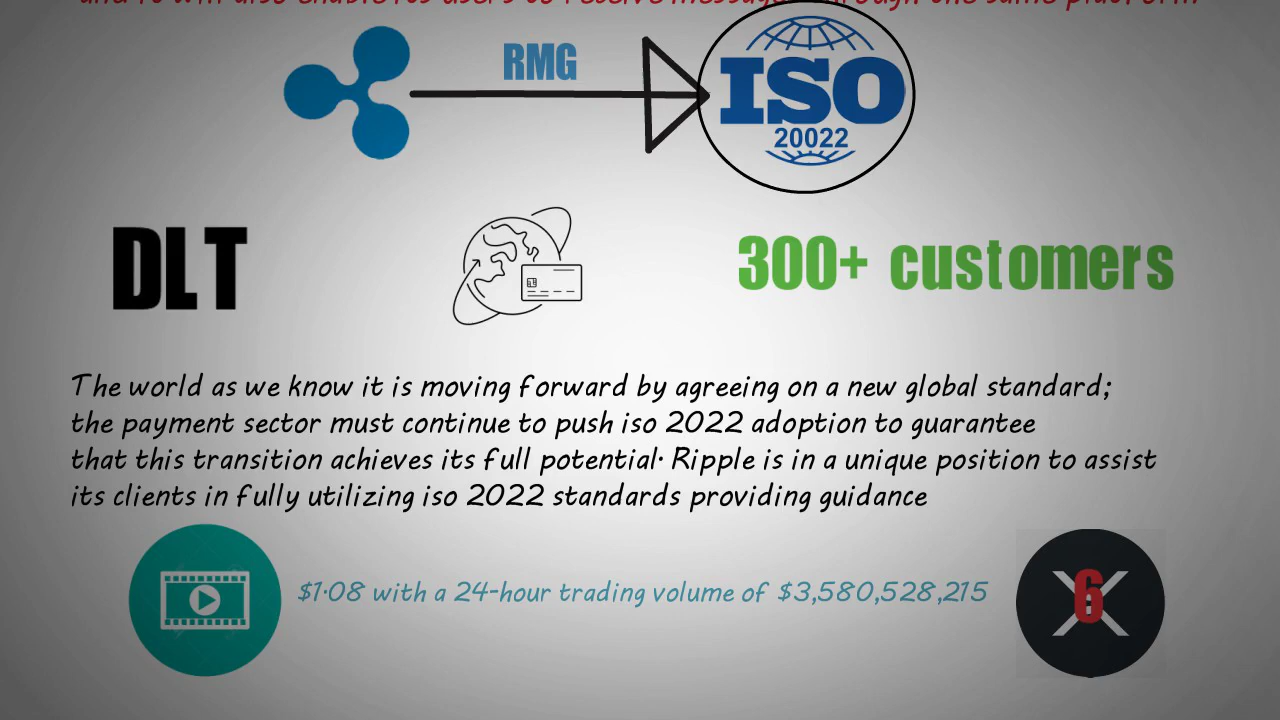 RMG
ISO
20022
DLT
300+ customers
The world as we know it is moving forward by agreeing on a new global standard;
the payment sector must continue to push iso 2022 adoption to guarantee
that this transition achieves its full potential. Ripple is in a unique position to assist
its clients in fully utilizing iso 2022 standards providing guidance
$1.08 with a 24-hour trading volume of $3,580,528,215
6